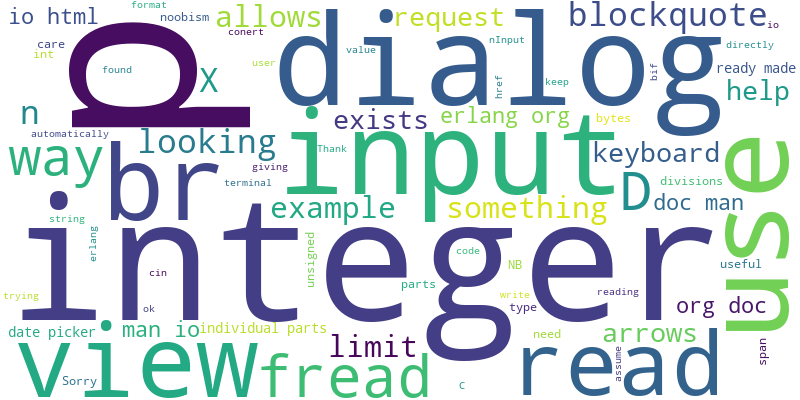 format
io html
noobism
allows
request
blockquote
io
conert
care
int
p
found
X
dialog
value
nInput
directly
user
keep
href
bif
ready made
help
n
automatically
exists
erlang org
bytes
way
looking
input
Thank
keyboard
use
br
giving
terminal
D
divisions
doc man
example
something
string
erlang
integer
unsigned
code
cin
NB
useful
trying
ok
parts
write
reading
type
org doc
date picker
man io
individual parts
limit
need
arrows
assume
span
view
Sorry
fread
c
read